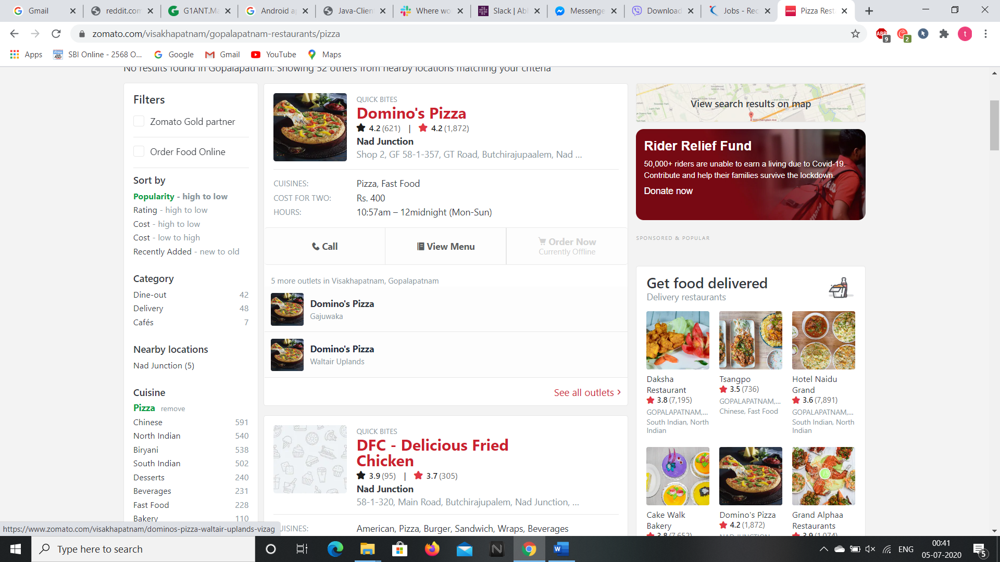 Gmail
reddit.com
G1ANT.Ma
Android a
Java-Clien
Where wo
Slack | Ab
Messenge
Download
Jobs - Rec
Pizza Rest
zomato.com/visakhapatnam/gopalapatnam-restaurants/pizza
ABP
9
2
t
Apps
SBI Online - 2568 O...
Google
Gmail
YouTube
Maps
No results found in Gopalapatnam. Showing 52 others from nearby locations matching your criteria
Filters
Zomato Gold partner
Order Food Online
Sort by
Popularity - high to low
Rating - high to low
Cost - high to low
Cost - low to high
Recently Added - new to old
Category
Dine-out 42
Delivery 48
Cafés 7
Nearby locations
Nad Junction (5)
Cuisine
Pizza remove
Chinese 591
North Indian 540
Biryani 538
South Indian 502
Desserts 240
Beverages 231
Fast Food 228
Bakery 110
QUICK BITES
Domino's Pizza
4.2 (621) | 4.2 (1,872)
Nad Junction
Shop 2, GF 58-1-357, GT Road, Butchirajupaalem, Nad ...
CUISINES: Pizza, Fast Food
COST FOR TWO: Rs. 400
HOURS: 10:57am – 12midnight (Mon-Sun)
Call
View Menu
Order Now
Currently Offline
5 more outlets in Visakhapatnam, Gopalapatnam
Domino's Pizza
Gajuwaka
Domino's Pizza
Waltair Uplands
See all outlets
QUICK BITES
DFC - Delicious Fried
Chicken
3.9 (95) | 3.7 (305)
Nad Junction
58-1-320, Main Road, Butchirajupalem, Nad Junction, ...
UISINES: American, Pizza, Burger, Sandwich, Wraps, Beverages
View search results on map
Rider Relief Fund
50,000+ riders are unable to earn a living due to Covid-19.
Contribute and help their families survive the lockdown.
Donate now
SPONSORED & POPULAR
Get food delivered
Delivery restaurants
Daksha
Restaurant
3.8 (7,195)
GOPALAPATNAM,...
South Indian, North
Indian
Tsangpo
3.5 (736)
GOPALAPATNAM,...
Chinese, Fast Food
Hotel Naidu
Grand
3.6 (7,891)
GOPALAPATNAM,...
South Indian, North
Indian
Cake Walk
Bakery
3.8 (7,652)
Domino's Pizza
4.2 (1,872)
NAD JUNCTION
Grand Alphaa
Restaurants
3.9 (1,074)
https://www.zomato.com/visakhapatnam/dominos-pizza-waltair-uplands-vizag
Type here to search
ENG
00:41
05-07-2020
5